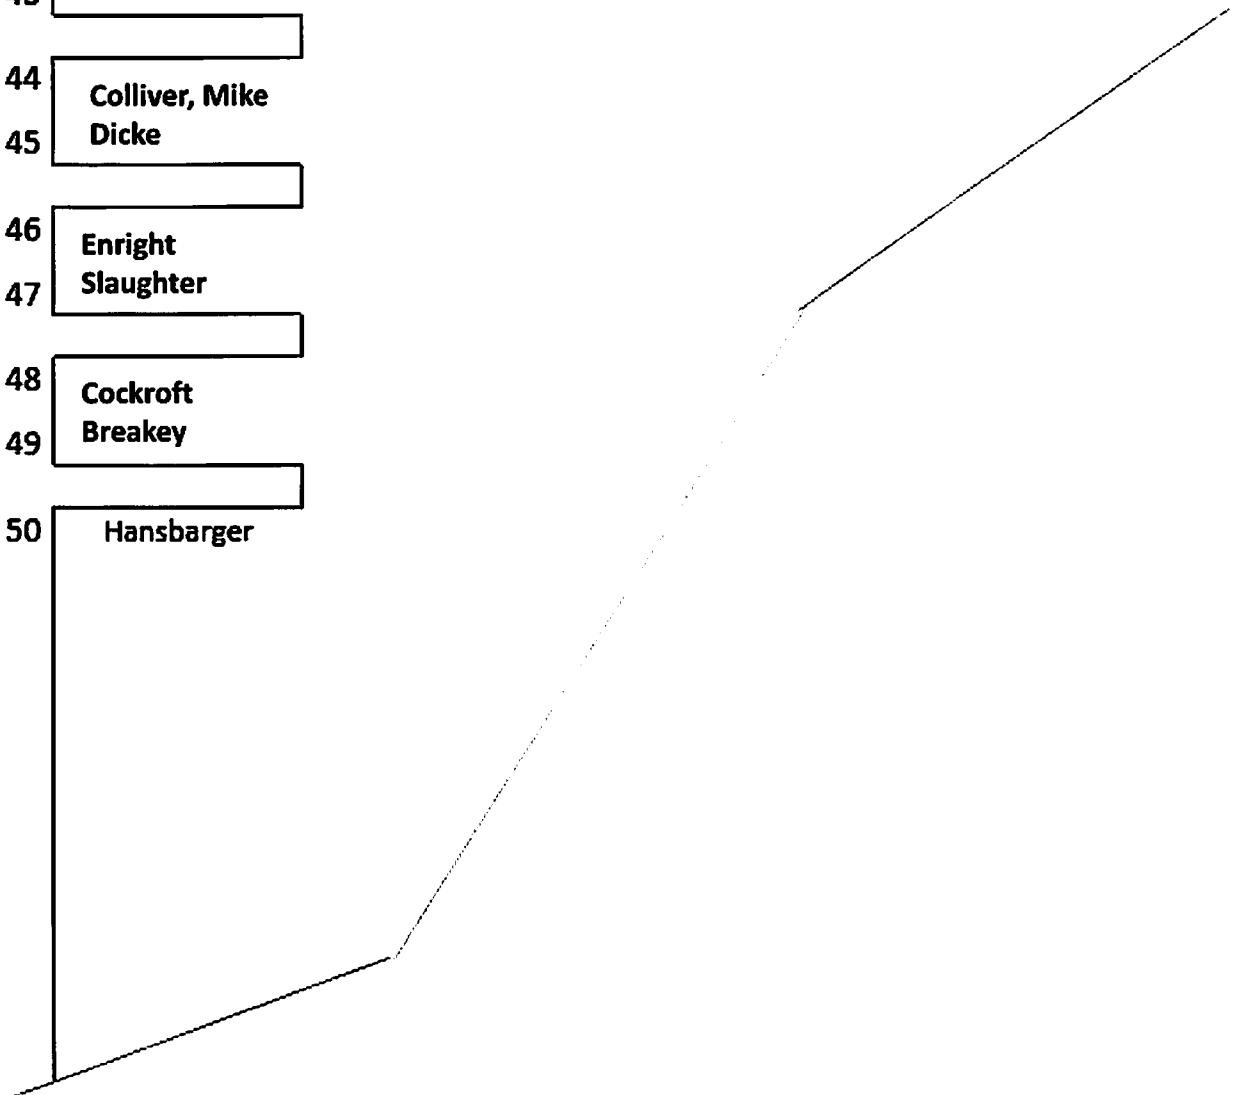 44
Colliver, Mike
45
Dicke
46
Enright
47
Slaughter
48
Cockroft
49
Breakey
50 Hansbarger